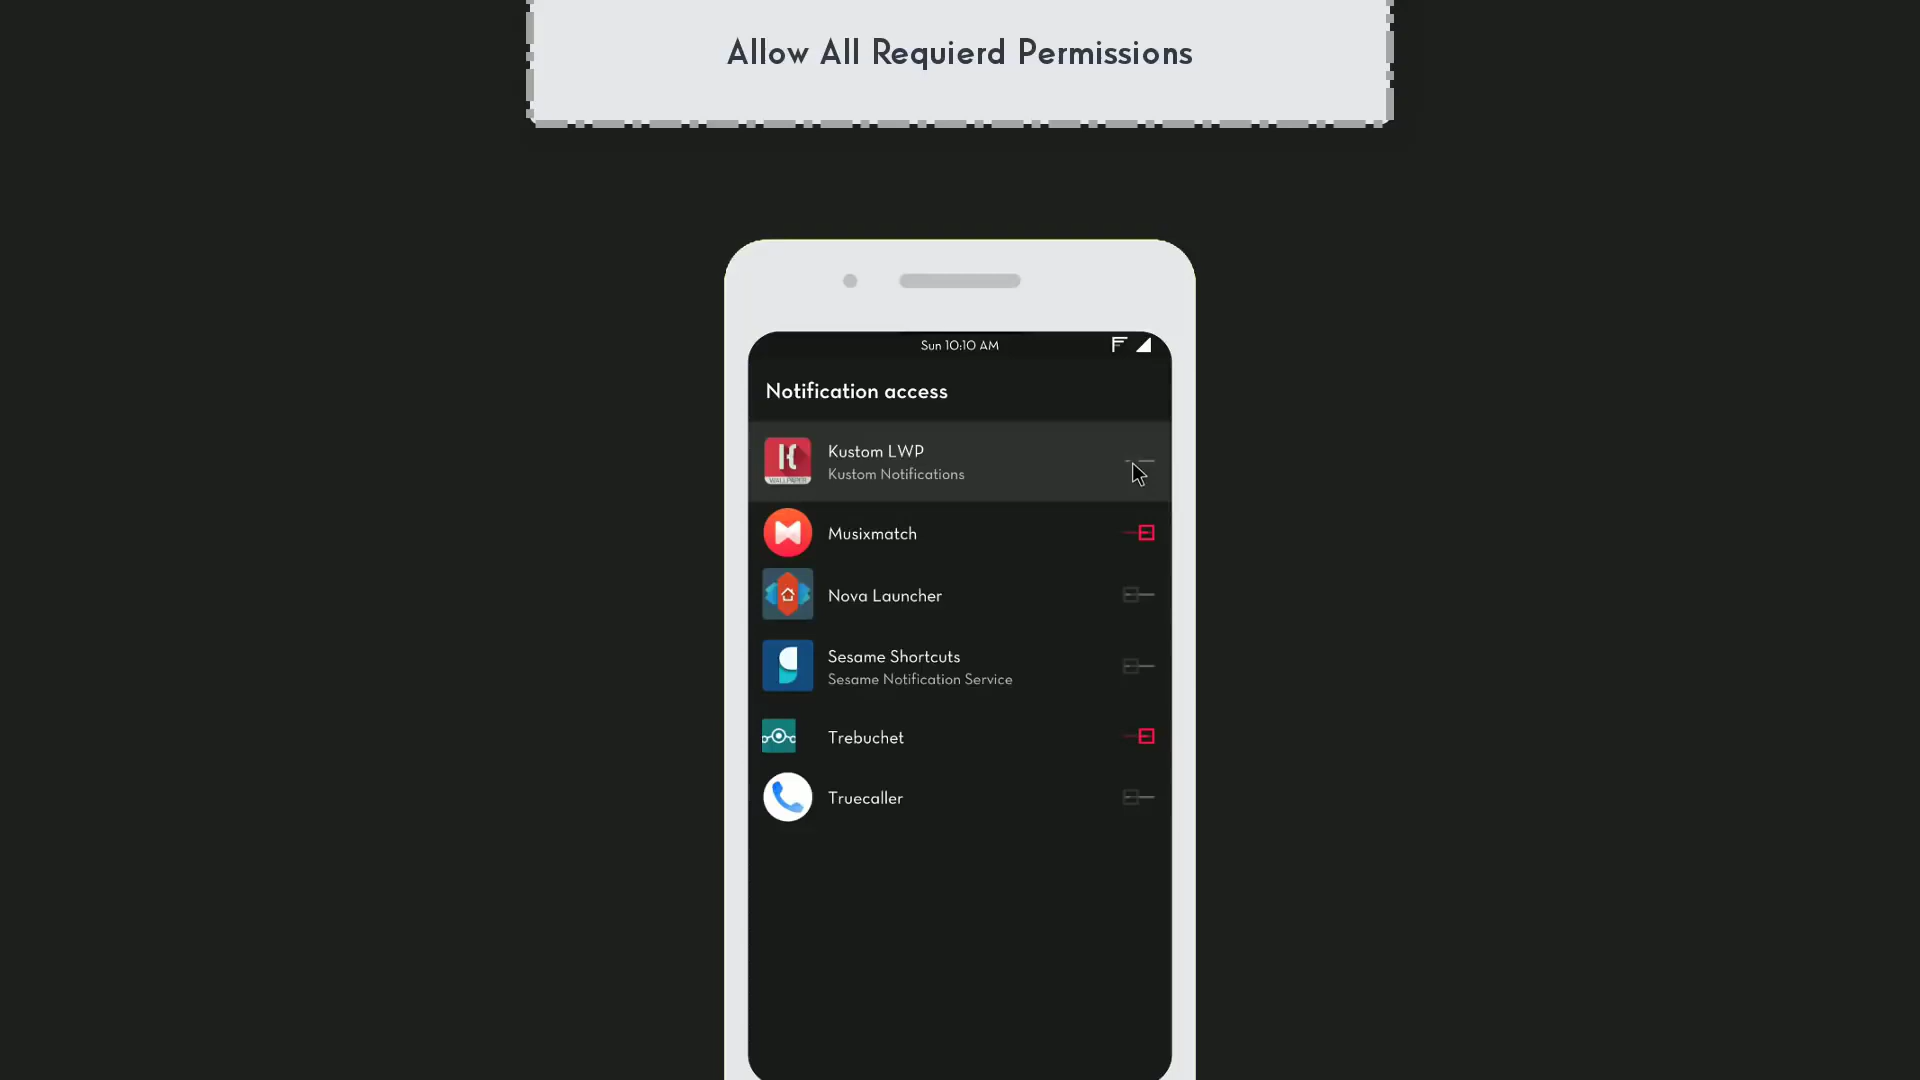 Allow All Requierd Permissions
Sun 10:10 AM
Notification access
Kustom LWP
Kustom Notifications
WALLPAPER
Musixmatch
Nova Launcher
Sesame Shortcuts
Sesame Notification Service
Trebuchet
Truecaller